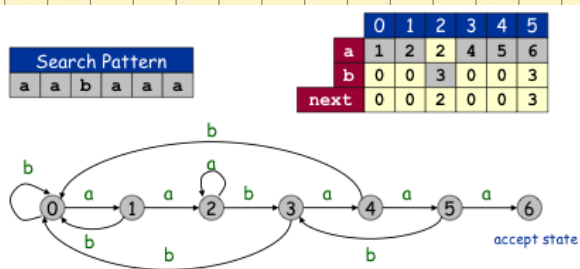 Search Pattern
a a b a a a
0 1 2 3 4 5
a 1 2 2 4 5 6
b 0 0 3 0 0 3
next 0 0 2 0 0 3
b
b a a a b a a a
0 1 2 3 4 5 6
b b b
accept state